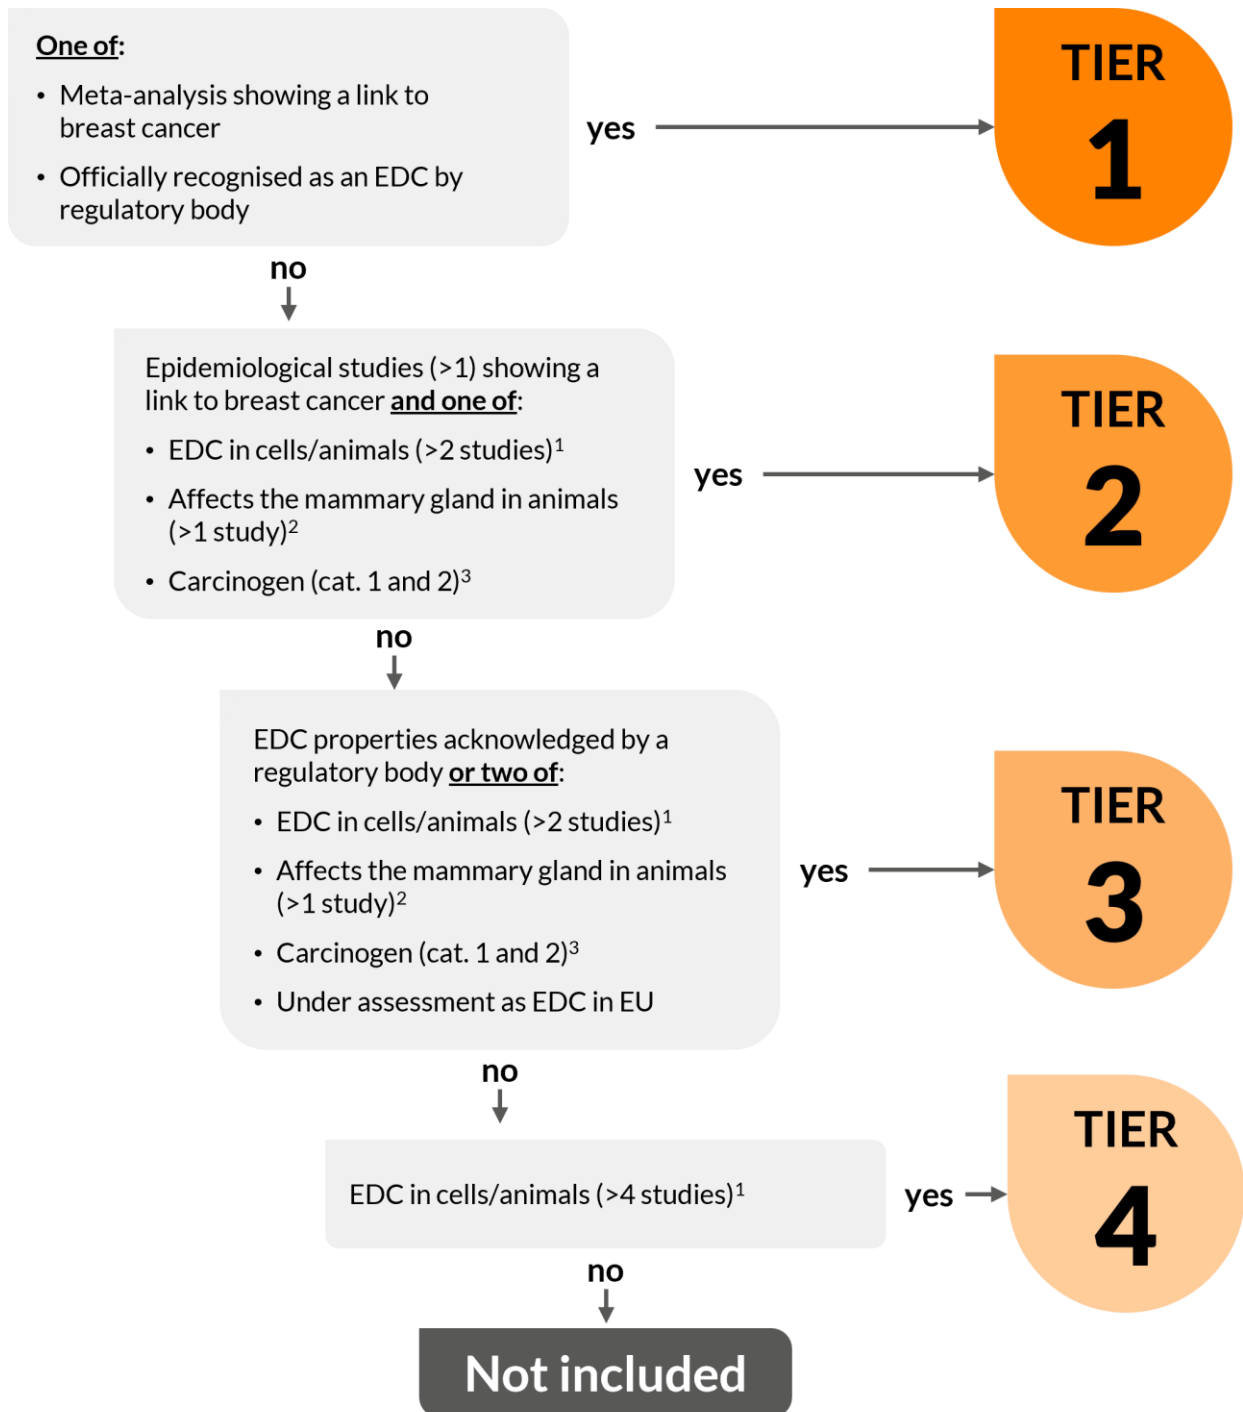 One of:
• Meta-analysis showing a link to
breast cancer
• Officially recognised as an EDC by
regulatory body
yes
TIER
1
no
Epidemiological studies (>1) showing a
link to breast cancer and one of:
• EDC in cells/animals (>2 studies)¹
• Affects the mammary gland in animals
(>1 study)²
• Carcinogen (cat. 1 and 2)³
yes
TIER
2
no
EDC properties acknowledged by a
regulatory body or two of:
• EDC in cells/animals (>2 studies)¹
• Affects the mammary gland in animals
(>1 study)²
• Carcinogen (cat. 1 and 2)³
• Under assessment as EDC in EU
yes
TIER
3
no
EDC in cells/animals (>4 studies)¹
yes
TIER
4
no
Not included